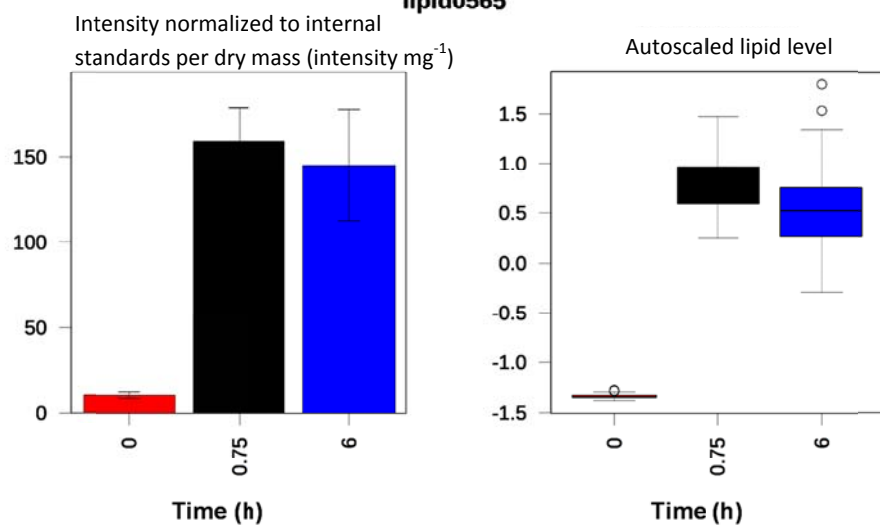 lipid0565
Intensity normalized to internal
standards per dry mass (intensity mg⁻¹)
Autoscaled lipid level
150
100
50
0
0
0.75
6
Time (h)
1.5
1.0
0.5
0.0
-0.5
-1.0
-1.5
0
0.75
6
Time (h)